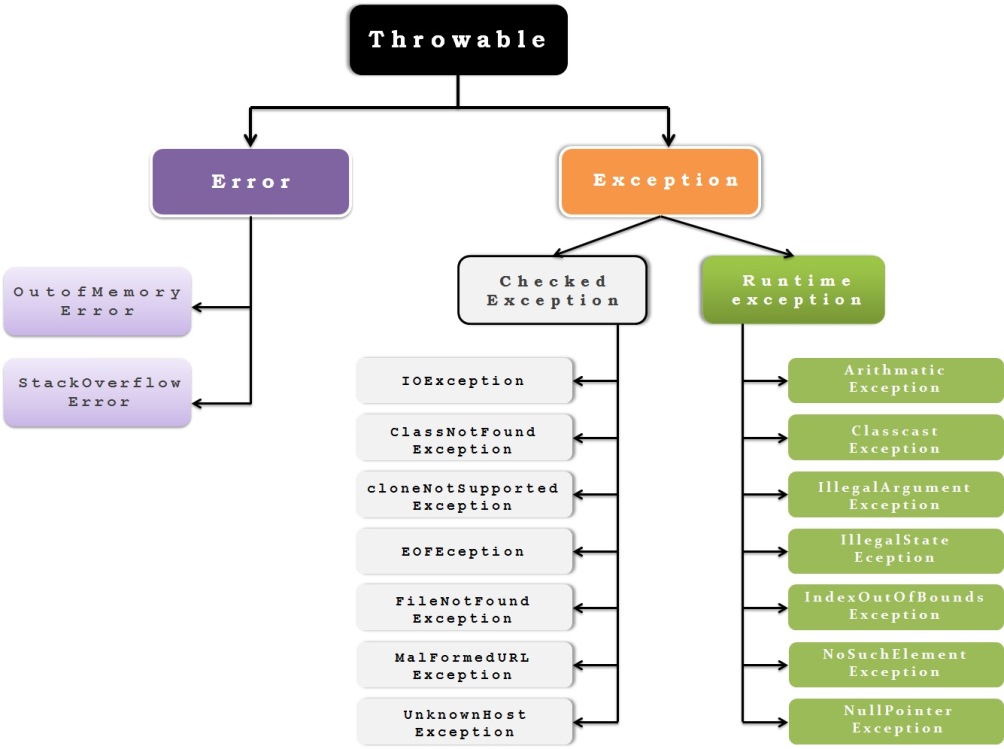 Throwable
Error
Exception
OutofMemory
Error
StackOverflow
Error
Checked
Exception
Runtime
exception
IOException
ClassNotFound
Exception
cloneNotSupported
Exception
EOFEception
FileNotFound
Exception
MalFormedURL
Exception
UnknownHost
Exception
Arithmatic
Exception
Classcast
Exception
IllegalArgument
Exception
IllegalState
Eception
IndexOutOfBounds
Exception
NoSuchElement
Exception
NullPointer
Exception